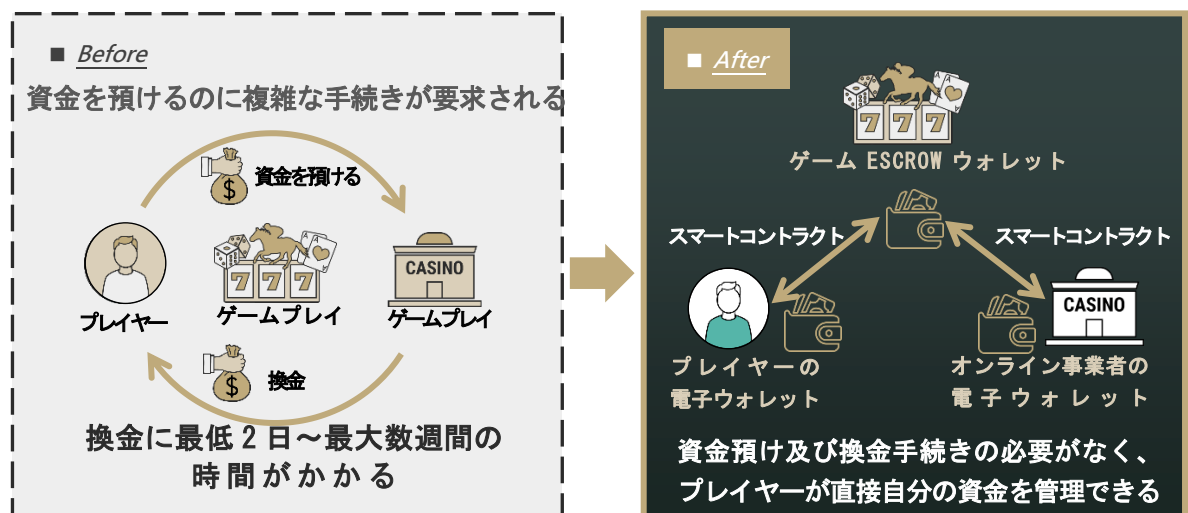 Before
資金を預けるのに複雑な手続きが要求される
資金を預ける
CASINO
777
プレイヤー
ゲームプレイ
ゲームプレイ
換金
換金に最低2日～最大数週間の
時間がかかる
After
777
ゲーム ESCROW ウォレット
スマートコントラクト
スマートコントラクト
CASINO
プレイヤーの
電子ウォレット
オンライン事業者の
電子ウォレット
資金預け及び換金手続きの必要がなく、
プレイヤーが直接自分の資金を管理できる